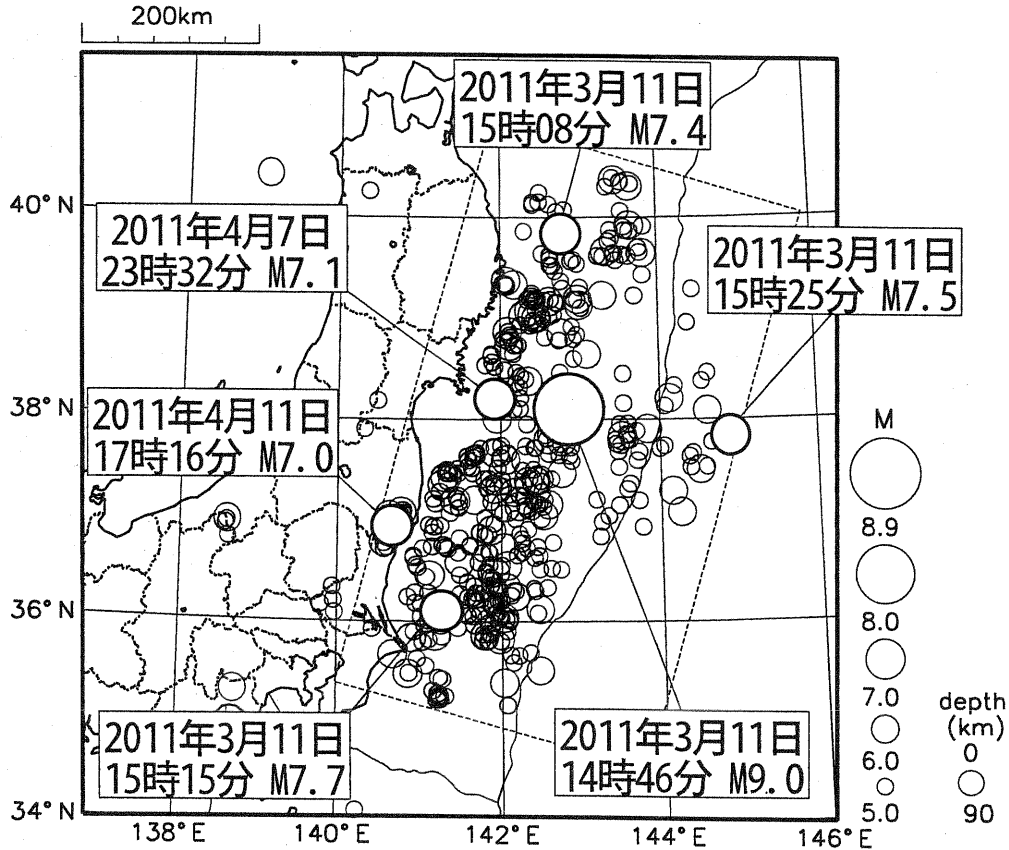 200km
2011年3月11日
15時08分 M7.4
40° N
2011年4月7日
23時32分 M7.1
2011年3月11日
15時25分 M7.5
38° N
2011年4月11日
17時16分 M7.0
M
8.9
8.0
7.0
6.0
5.0
depth
(km)
0
90
36° N
2011年3月11日
15時15分 M7.7
2011年3月11日
14時46分 M9.0
34° N
138° E
140° E
142° E
144° E
146° E